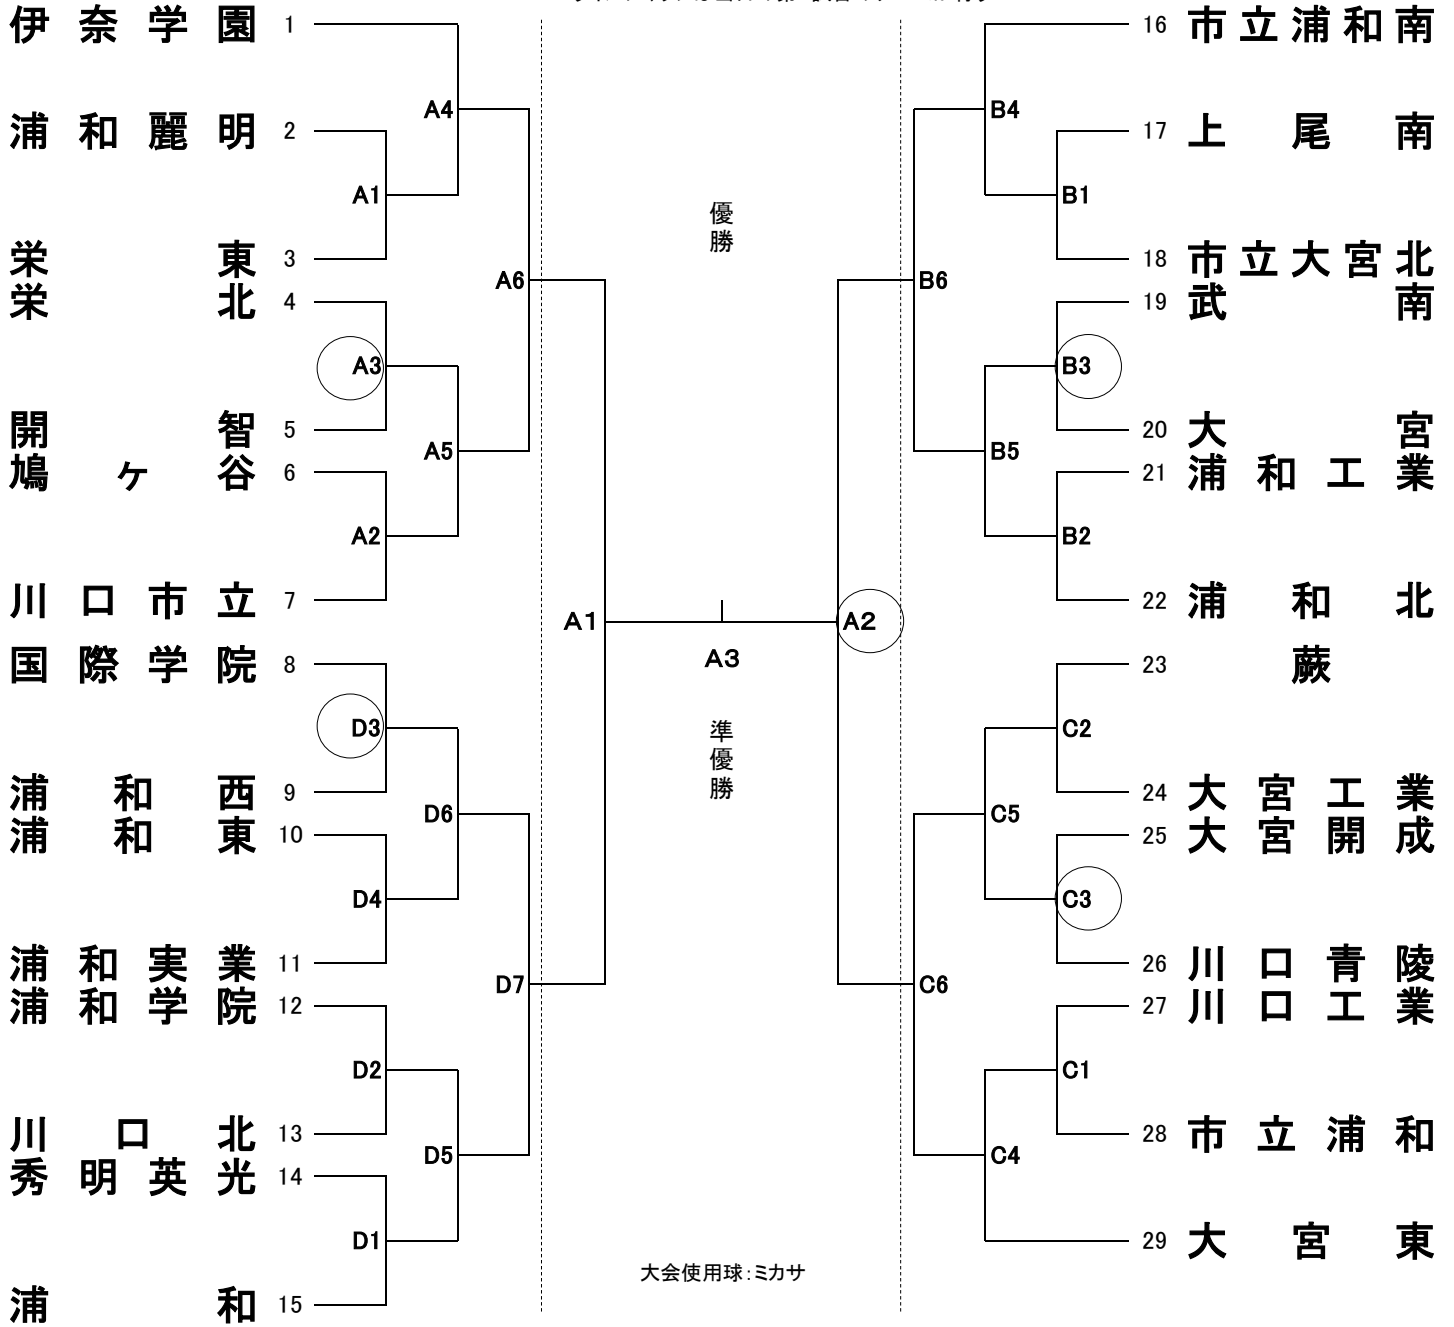 伊奈学園 1
A4
浦和麗明 2
A1
栄東 3
A6
栄北 4
A3
開智 5
A5
鳩ヶ谷 6
A2
川口市立 7
A1
国際学院 8
D3
浦和西 9
D6
浦和東 10
D4
浦和実業 11
D7
浦和学院 12
D2
川口北 13
D5
秀明英光 14
D1
浦和 15
優勝
A3
準優勝
大会使用球:ミカサ
16 市立浦和南
B4
17 上尾南
B1
18 市立大宮北
B6
19 武南
B3
20 大宮
B5
21 浦和工業
B2
22 浦和北
A2
23 蕨
C2
24 大宮工業
C5
25 大宮開成
C3
26 川口青陵
C6
27 川口工業
C1
28 市立浦和
C4
29 大宮東